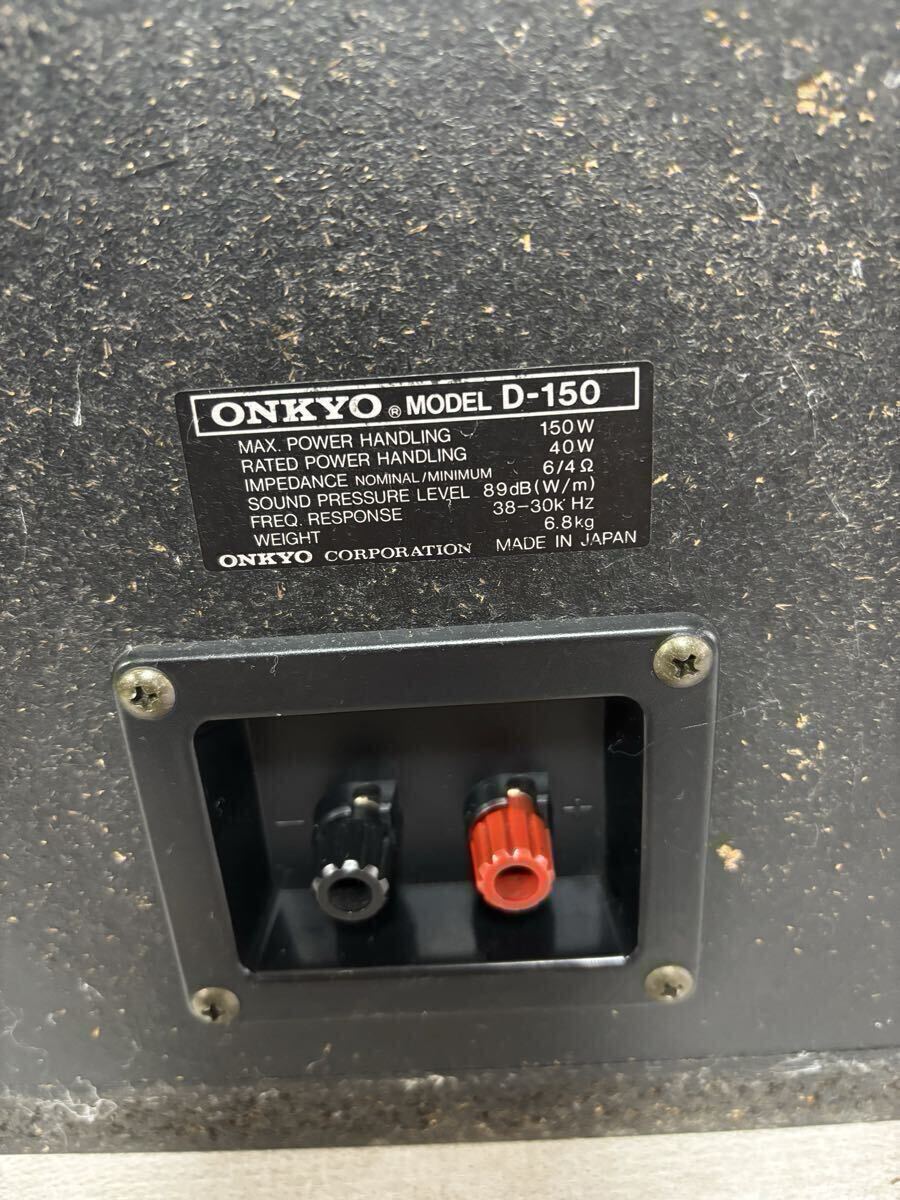 ONKYO ® MODEL D-150
MAX. POWER HANDLING 150W
RATED POWER HANDLING 40W
IMPEDANCE NOMINAL/MINIMUM 6/4Ω
SOUND PRESSURE LEVEL 89dB(W/m)
FREQ. RESPONSE 38-30k Hz
WEIGHT 6.8kg
ONKYO CORPORATION MADE IN JAPAN
− +